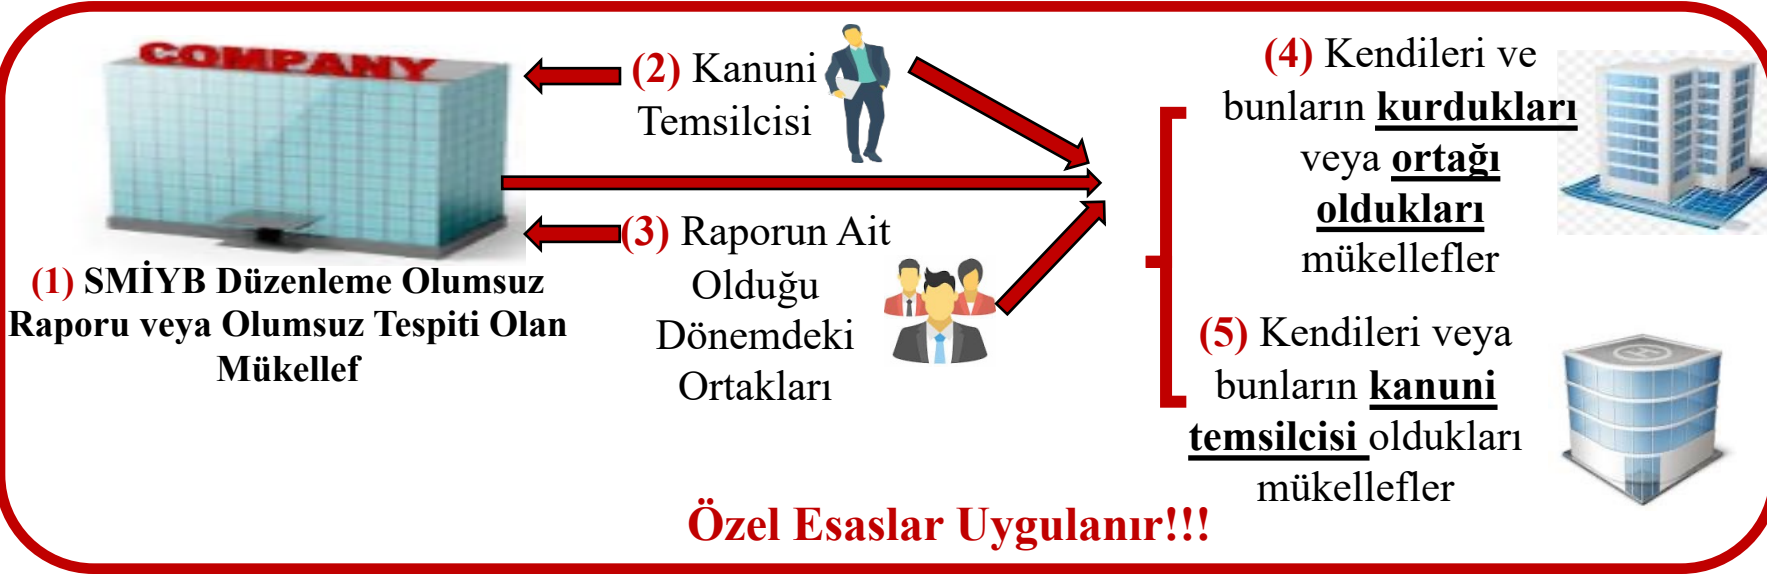 COMPANY
(1) SMİYB Düzenleme Olumsuz
Raporu veya Olumsuz Tespiti Olan
Mükellef
(2) Kanuni
Temsilcisi
(3) Raporun Ait
Olduğu
Dönemdeki
Ortakları
(4) Kendileri ve
bunların kurdukları
veya ortağı
oldukları
mükellefler
(5) Kendileri veya
bunların kanuni
temsilcisi oldukları
mükellefler
Özel Esaslar Uygulanır!!!